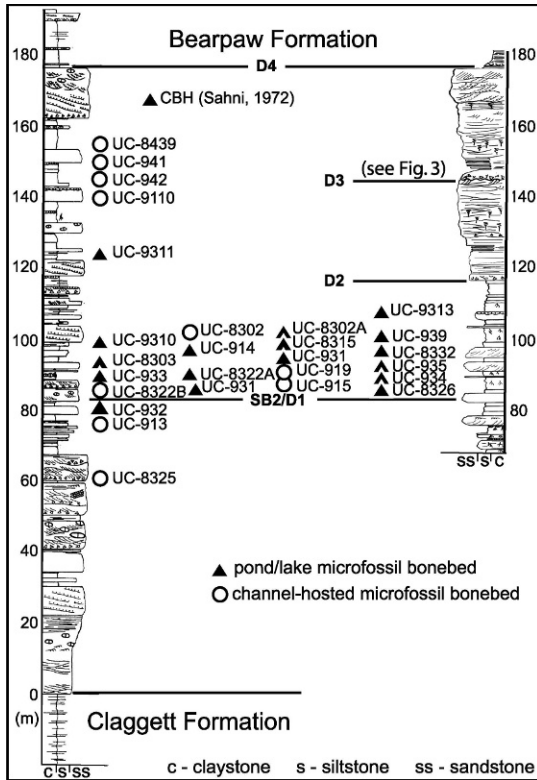 Bearpaw Formation
180
D4
180
CBH (Sahni, 1972)
160
160
UC-8439
UC-941
(see Fig. 3)
D3
UC-942
140
UC-9110
140
UC-9311
120
D2
120
UC-9313
UC-8302
UC-8302A
100
UC-9310
UC-914
UC-8315
UC-939
100
UC-8303
UC-931
UC-8332
UC-933
UC-8322A
UC-919
UC-935
UC-8322B
UC-931
UC-915
UC-934
UC-8326
80
UC-932
SB2/D1
80
UC-913
SS S C
60
UC-8325
40
pond/lake microfossil bonebed
channel-hosted microfossil bonebed
20
0
(m)
Claggett Formation
C S SS
c - claystone s - siltstone ss - sandstone